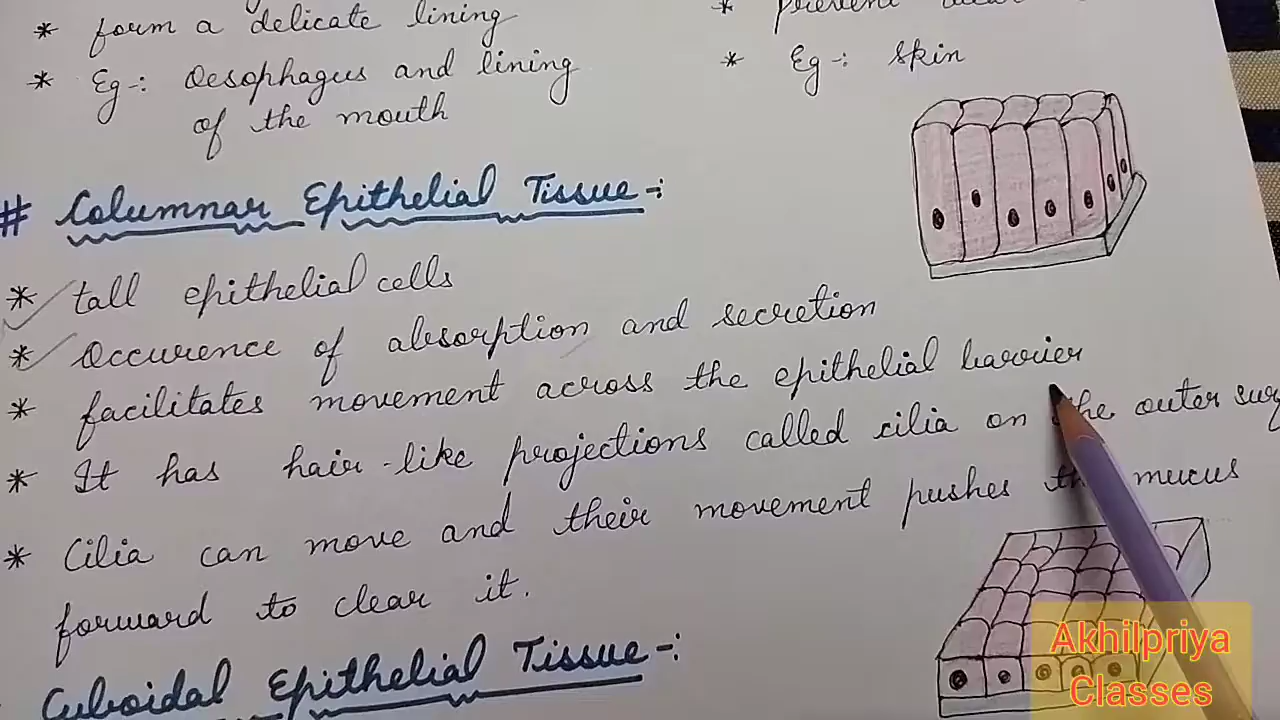 * form a delicate lining
* Eg-: Oesophagus and lining
of the mouth
* prevent
* Eg-: skin
# Columnar Epithelial Tissue-:
* tall epithelial cells
* Occurence of absorption and secretion
* facilitates movement across the epithelial barrier
* It has hair-like projections called cilia on the outer
* Cilia can move and their movement pushes the mucus
forward to clear it.
Cuboidal Epithelial Tissue-:
Akhilpriya
Classes